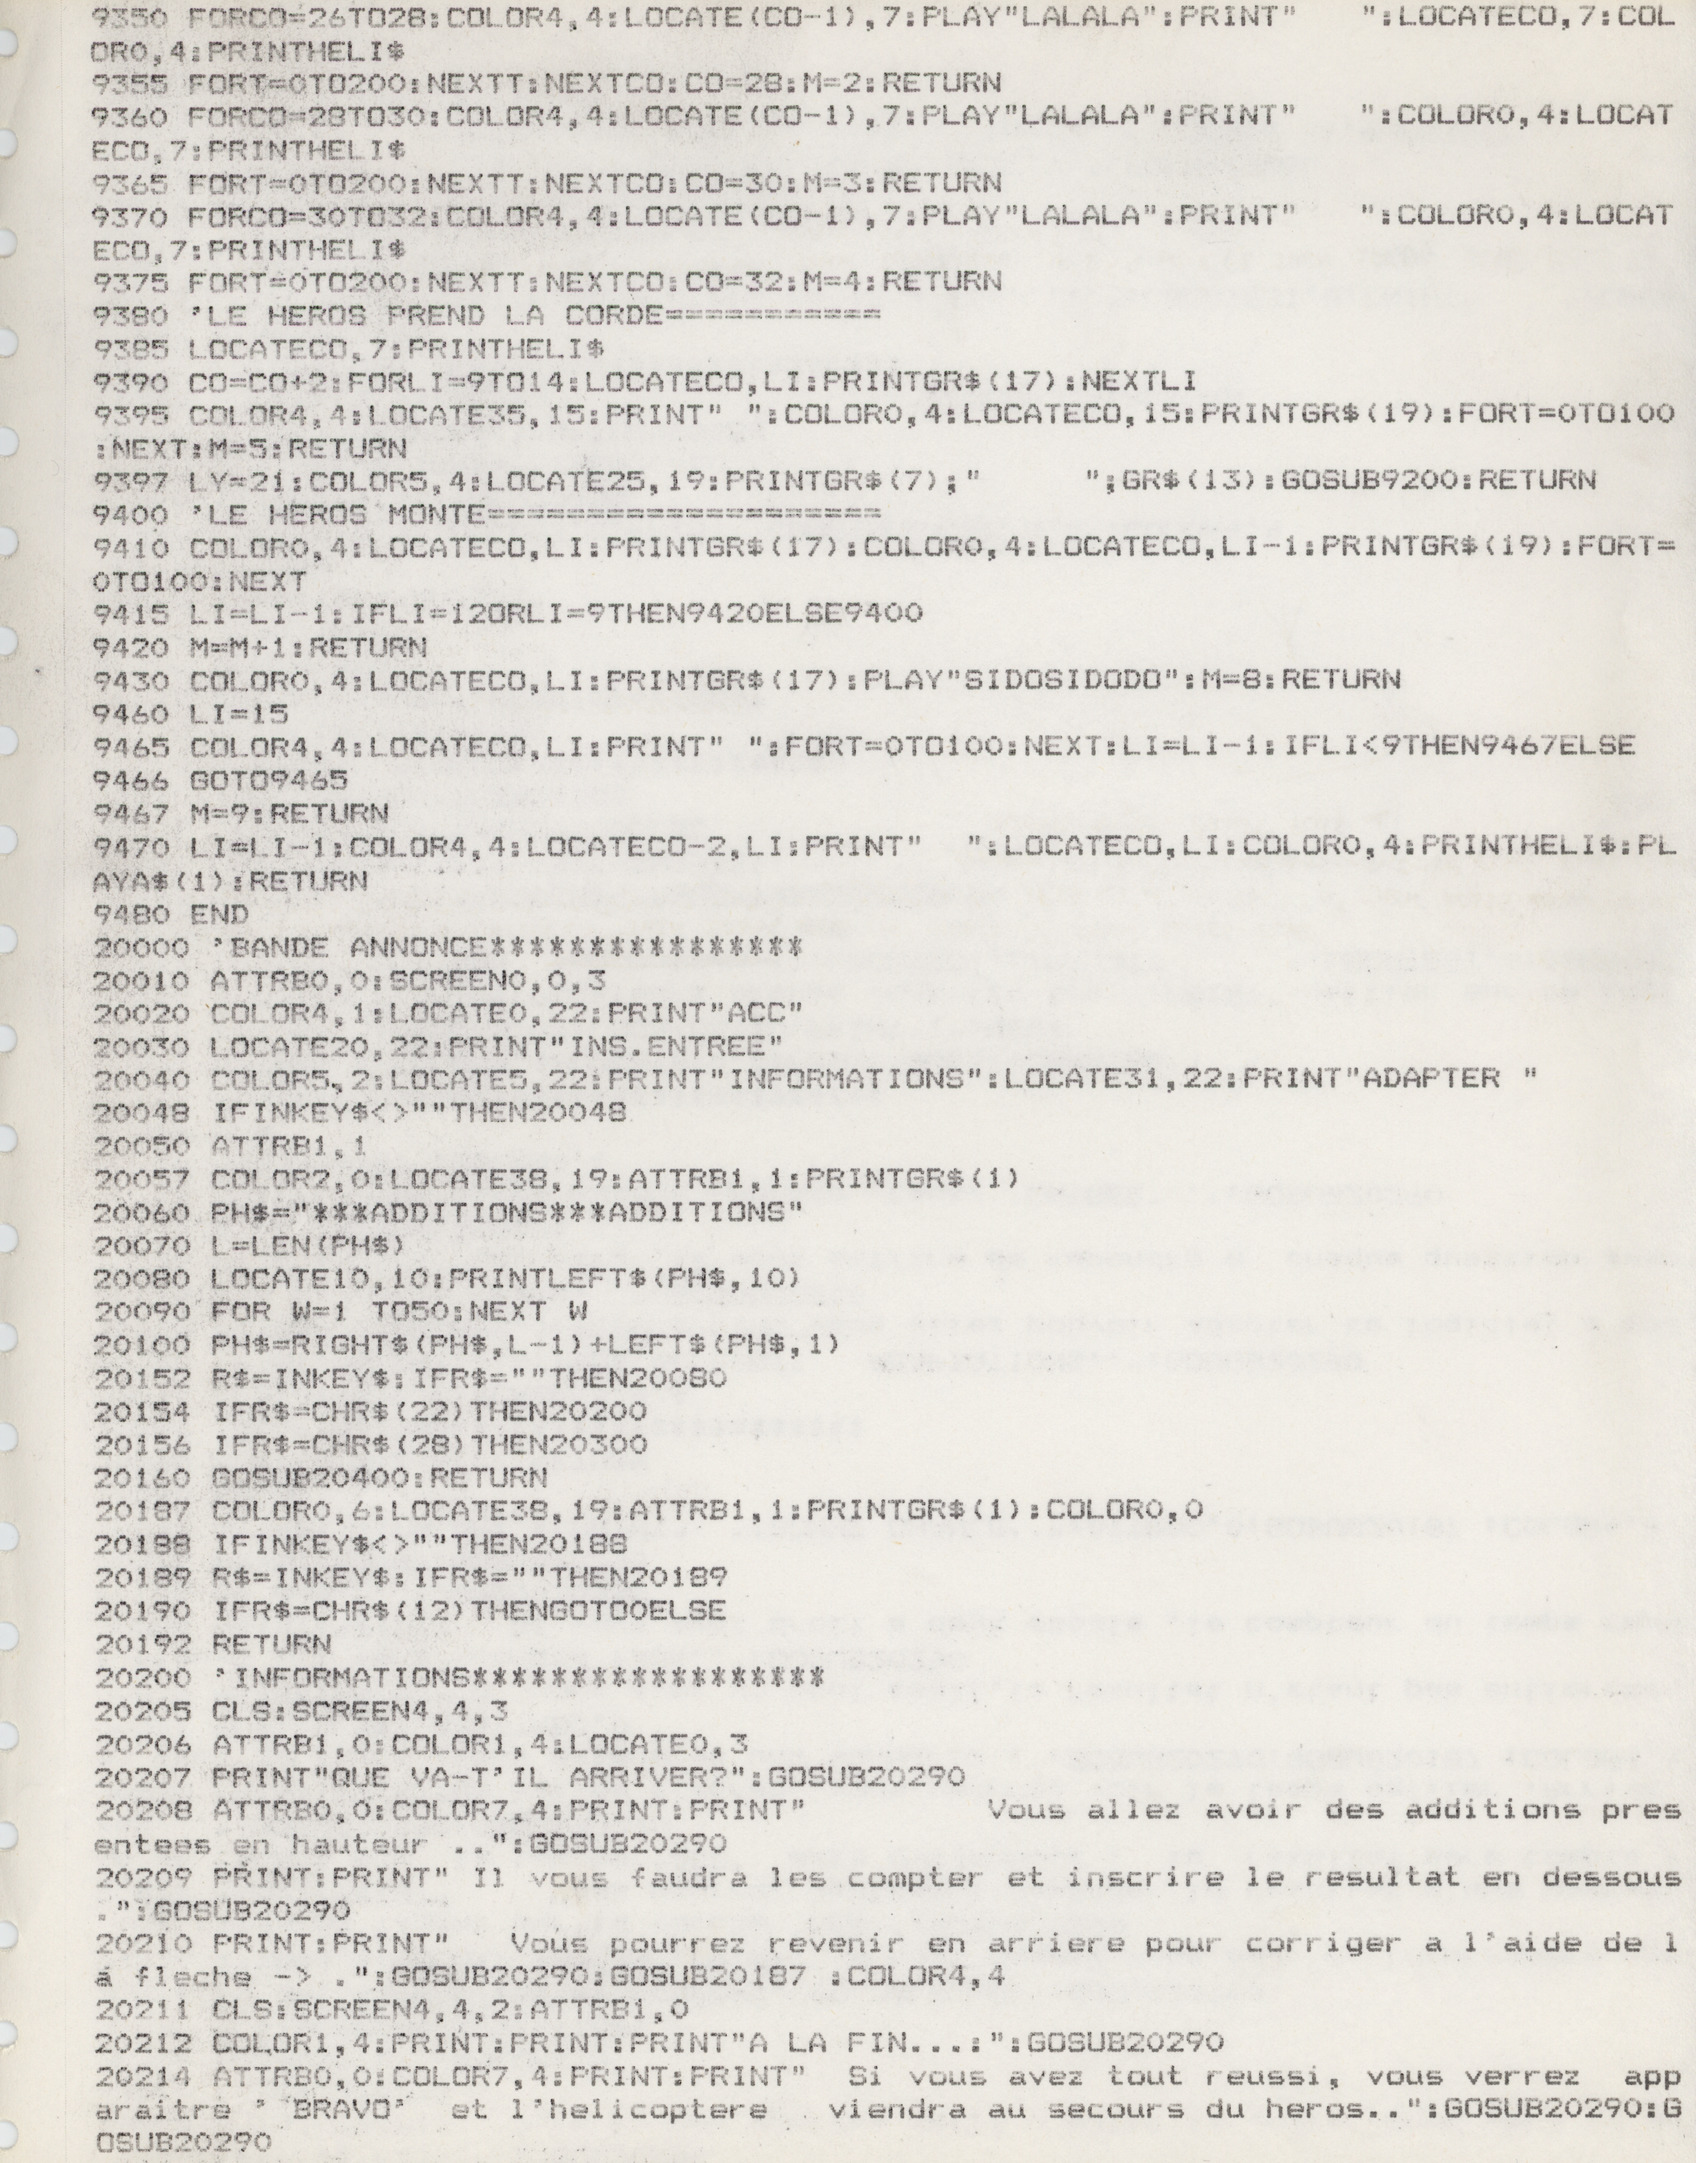 9350 FORCO=26TO28:COLOR4,4:LOCATE(CO-1),7:PLAY"LALALA":PRINT"   ":LOCATECO,7:COL
OR0,4:PRINTHELI$
9355 FORT=0TO200:NEXTT:NEXTCO:CO=28:M=2:RETURN
9360 FORCO=28TO30:COLOR4,4:LOCATE(CO-1),7:PLAY"LALALA":PRINT"   ":COLOR0,4:LOCAT
ECO,7:PRINTHELI$
9365 FORT=0TO200:NEXTT:NEXTCO:CO=30:M=3:RETURN
9370 FORCO=30TO32:COLOR4,4:LOCATE(CO-1),7:PLAY"LALALA":PRINT"   ":COLOR0,4:LOCAT
ECO,7:PRINTHELI$
9375 FORT=0TO200:NEXTT:NEXTCO:CO=32:M=4:RETURN
9380 'LE HEROS PREND LA CORDE===========
9385 LOCATECO,7:PRINTHELI$
9390 CO=CO+2:FORLI=9TO14:LOCATECO,LI:PRINTGR$(17):NEXTLI
9395 COLOR4,4:LOCATE35,15:PRINT" ":COLOR0,4:LOCATECO,15:PRINTGR$(19):FORT=0TO100
:NEXT:M=5:RETURN
9397 LY=21:COLOR5,4:LOCATE25,19:PRINTGR$(7);"     ";GR$(13):GOSUB9200:RETURN
9400 'LE HEROS MONTE====================
9410 COLOR0,4:LOCATECO,LI:PRINTGR$(17):COLOR0,4:LOCATECO,LI-1:PRINTGR$(19):FORT=
0TO100:NEXT
9415 LI=LI-1:IFLI=12ORLI=9THEN9420ELSE9400
9420 M=M+1:RETURN
9430 COLOR0,4:LOCATECO,LI:PRINTGR$(17):PLAY"SIDOSIDODO":M=8:RETURN
9460 LI=15
9465 COLOR4,4:LOCATECO,LI:PRINT" ":FORT=0TO100:NEXT:LI=LI-1:IFLI<9THEN9467ELSE
9466 GOTO9465
9467 M=9:RETURN
9470 LI=LI-1:COLOR4,4:LOCATECO-2,LI:PRINT"  ":LOCATECO,LI:COLOR0,4:PRINTHELI$:PL
AYA$(1):RETURN
9480 END
20000 'BANDE ANNONCE****************
20010 ATTRB0,0:SCREEN0,0,3
20020 COLOR4,1:LOCATE0,22:PRINT"ACC"
20030 LOCATE20,22:PRINT"INS.ENTREE"
20040 COLOR5,2:LOCATE5,22:PRINT"INFORMATIONS":LOCATE31,22:PRINT"ADAPTER "
20048 IFINKEY$<>""THEN20048
20050 ATTRB1,1
20057 COLOR2,0:LOCATE38,19:ATTRB1,1:PRINTGR$(1)
20060 PH$="***ADDITIONS***ADDITIONS"
20070 L=LEN(PH$)
20080 LOCATE10,10:PRINTLEFT$(PH$,10)
20090 FOR W=1 TO50:NEXT W
20100 PH$=RIGHT$(PH$,L-1)+LEFT$(PH$,1)
20152 R$=INKEY$:IFR$=""THEN20080
20154 IFR$=CHR$(22)THEN20200
20156 IFR$=CHR$(28)THEN20300
20160 GOSUB20400:RETURN
20187 COLOR0,6:LOCATE38,19:ATTRB1,1:PRINTGR$(1):COLOR0,0
20188 IFINKEY$<>""THEN20188
20189 R$=INKEY$:IFR$=""THEN20189
20190 IFR$=CHR$(12)THENGOTO0ELSE
20192 RETURN
20200 'INFORMATIONS******************
20205 CLS:SCREEN4,4,3
20206 ATTRB1,0:COLOR1,4:LOCATE0,3
20207 PRINT"QUE VA-T'IL ARRIVER?":GOSUB20290
20208 ATTRB0,0:COLOR7,4:PRINT:PRINT"         Vous allez avoir des additions pres
entees en hauteur ..":GOSUB20290
20209 PRINT:PRINT" Il vous faudra les compter et inscrire le resultat en dessous
.":GOSUB20290
20210 PRINT:PRINT"   Vous pourrez revenir en arriere pour corriger a l'aide de l
a fleche -> .":GOSUB20290:GOSUB20187 :COLOR4,4
20211 CLS:SCREEN4,4,2:ATTRB1,0
20212 COLOR1,4:PRINT:PRINT:PRINT"A LA FIN...:":GOSUB20290
20214 ATTRB0,0:COLOR7,4:PRINT:PRINT"  Si vous avez tout reussi, vous verrez  app
araitre ' BRAVO'  et l'helicoptere   viendra au secours du heros..":GOSUB20290:G
OSUB20290